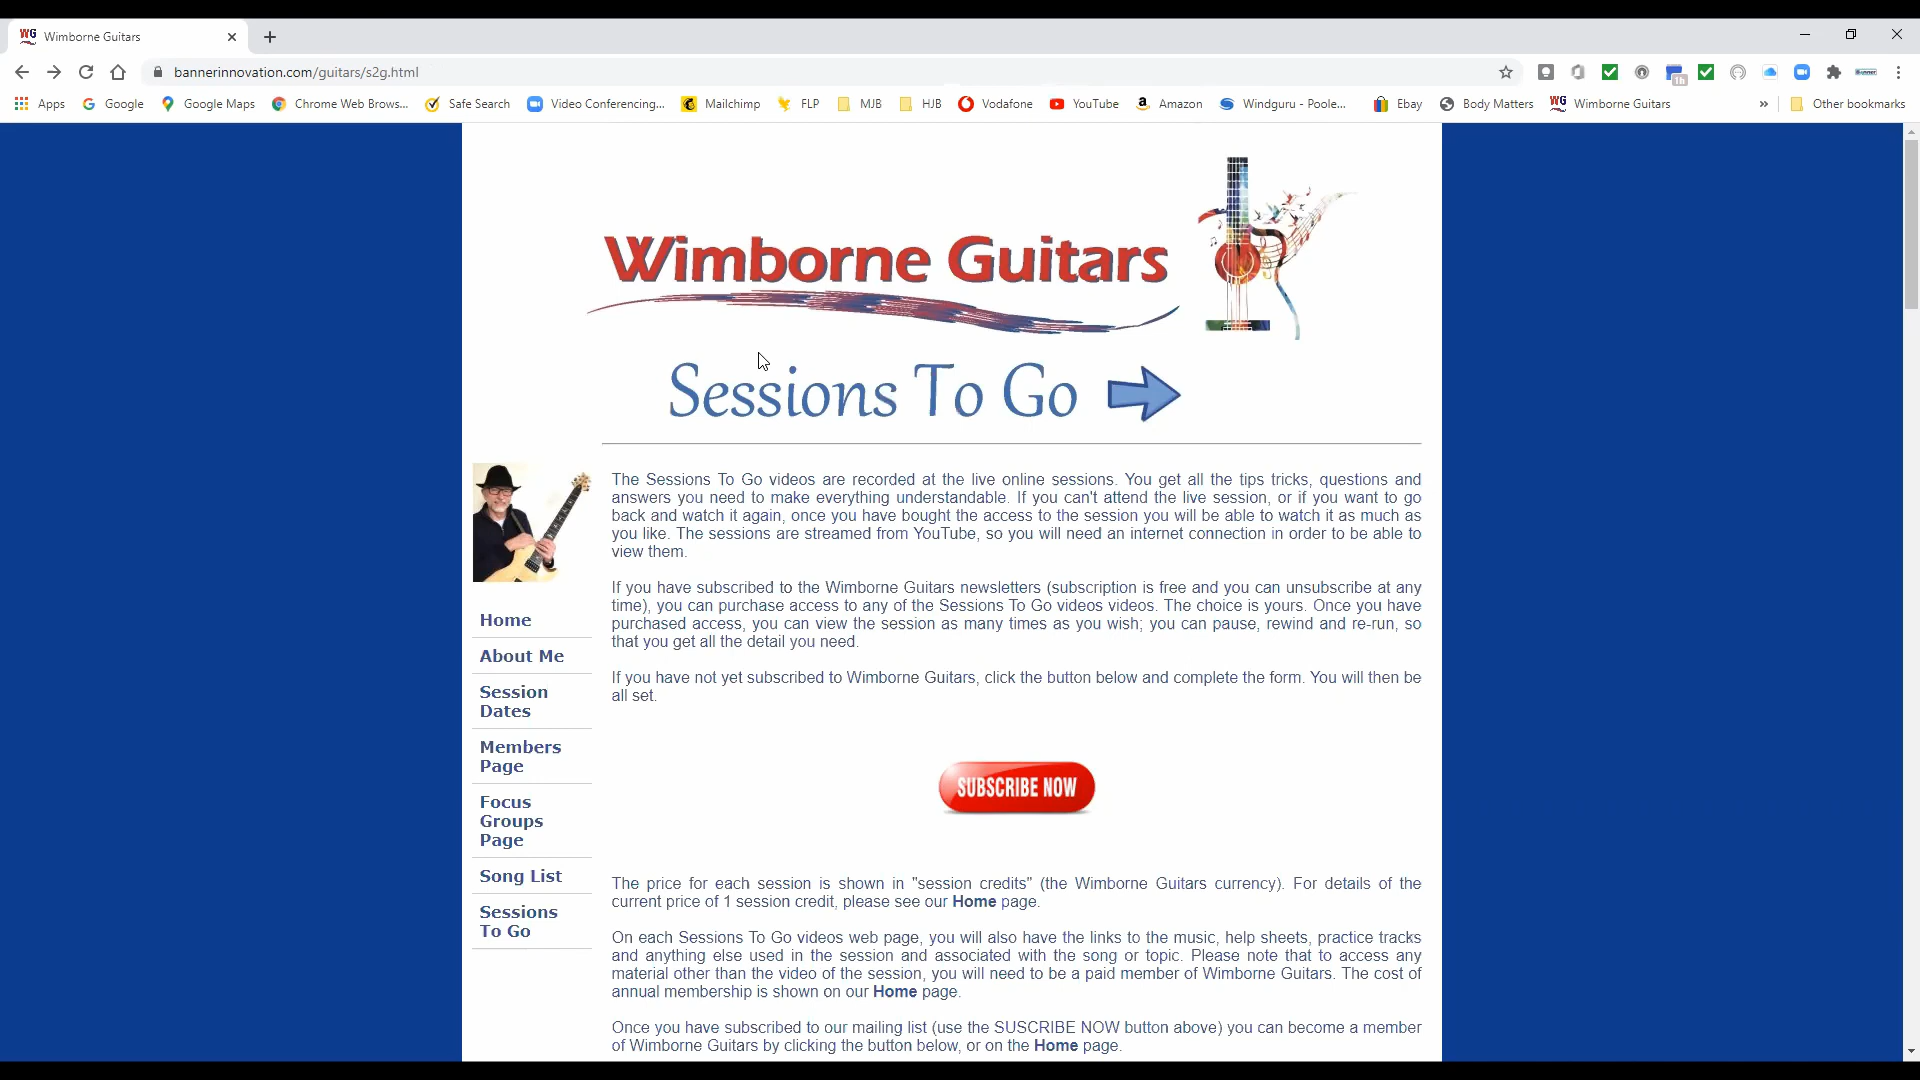 WG Wimborne Guitars
bannerinnovation.com/guitars/s2g.html
1h
Apps Google Google Maps Chrome Web Brows... Safe Search Video Conferencing... Mailchimp FLP MJB HJB Vodafone YouTube Amazon Windguru - Poole... Ebay Body Matters WG Wimborne Guitars » Other bookmarks
Wimborne Guitars
Sessions To Go
The Sessions To Go videos are recorded at the live online sessions. You get all the tips tricks, questions and
answers you need to make everything understandable. If you can't attend the live session, or if you want to go
back and watch it again, once you have bought the access to the session you will be able to watch it as much as
you like. The sessions are streamed from YouTube, so you will need an internet connection in order to be able to
view them.
If you have subscribed to the Wimborne Guitars newsletters (subscription is free and you can unsubscribe at any
time), you can purchase access to any of the Sessions To Go videos videos. The choice is yours. Once you have
purchased access, you can view the session as many times as you wish; you can pause, rewind and re-run, so
that you get all the detail you need.
If you have not yet subscribed to Wimborne Guitars, click the button below and complete the form. You will then be
all set.
SUBSCRIBE NOW
The price for each session is shown in "session credits" (the Wimborne Guitars currency). For details of the
current price of 1 session credit, please see our Home page.
On each Sessions To Go videos web page, you will also have the links to the music, help sheets, practice tracks
and anything else used in the session and associated with the song or topic. Please note that to access any
material other than the video of the session, you will need to be a paid member of Wimborne Guitars. The cost of
annual membership is shown on our Home page.
Once you have subscribed to our mailing list (use the SUSCRIBE NOW button above) you can become a member
of Wimborne Guitars by clicking the button below, or on the Home page.
Home
About Me
Session
Dates
Members
Page
Focus
Groups
Page
Song List
Sessions
To Go